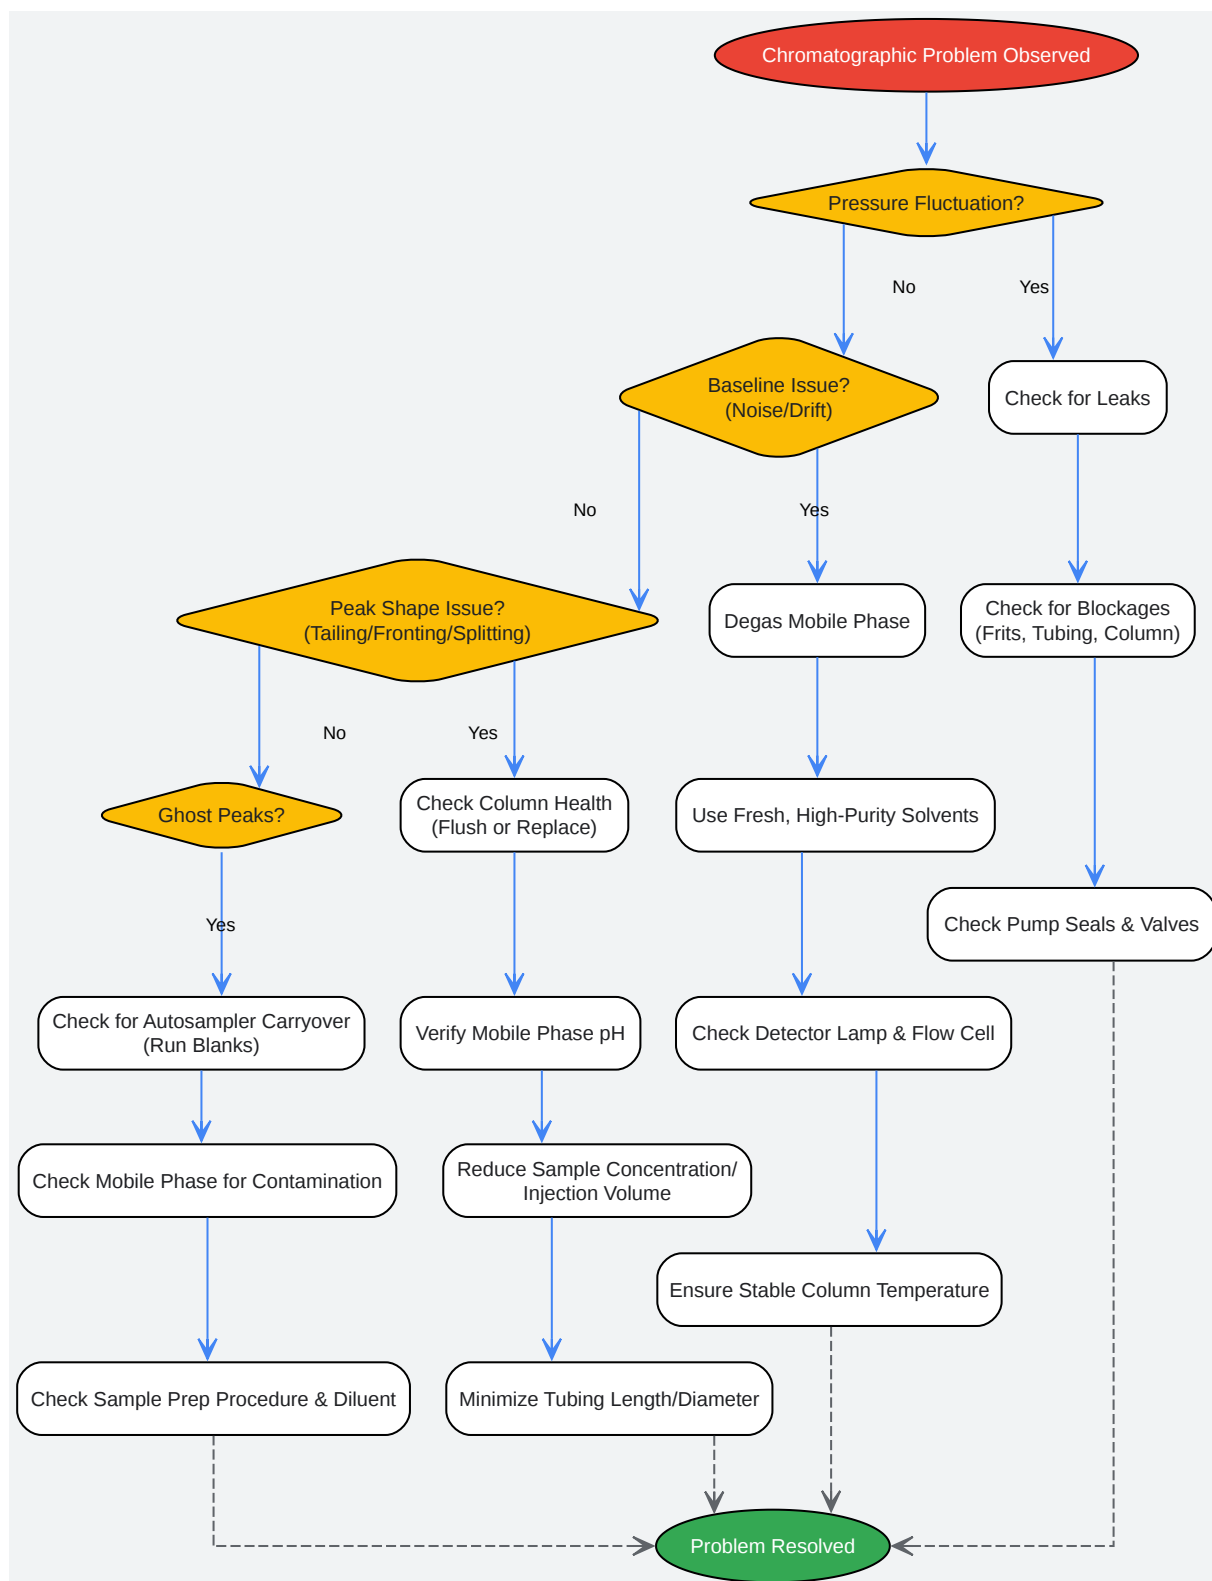 Chromatographic Problem Observed
Pressure Fluctuation?
No
Yes
Baseline Issue?
(Noise/Drift)
Check for Leaks
No
Yes
Peak Shape Issue?
(Tailing/Fronting/Splitting)
Degas Mobile Phase
Check for Blockages
(Frits, Tubing, Column)
No
Yes
Ghost Peaks?
Check Column Health
(Flush or Replace)
Use Fresh, High-Purity Solvents
Yes
Check Pump Seals & Valves
Check for Autosampler Carryover
(Run Blanks)
Verify Mobile Phase pH
Check Detector Lamp & Flow Cell
Check Mobile Phase for Contamination
Reduce Sample Concentration/
Injection Volume
Ensure Stable Column Temperature
Check Sample Prep Procedure & Diluent
Minimize Tubing Length/Diameter
Problem Resolved